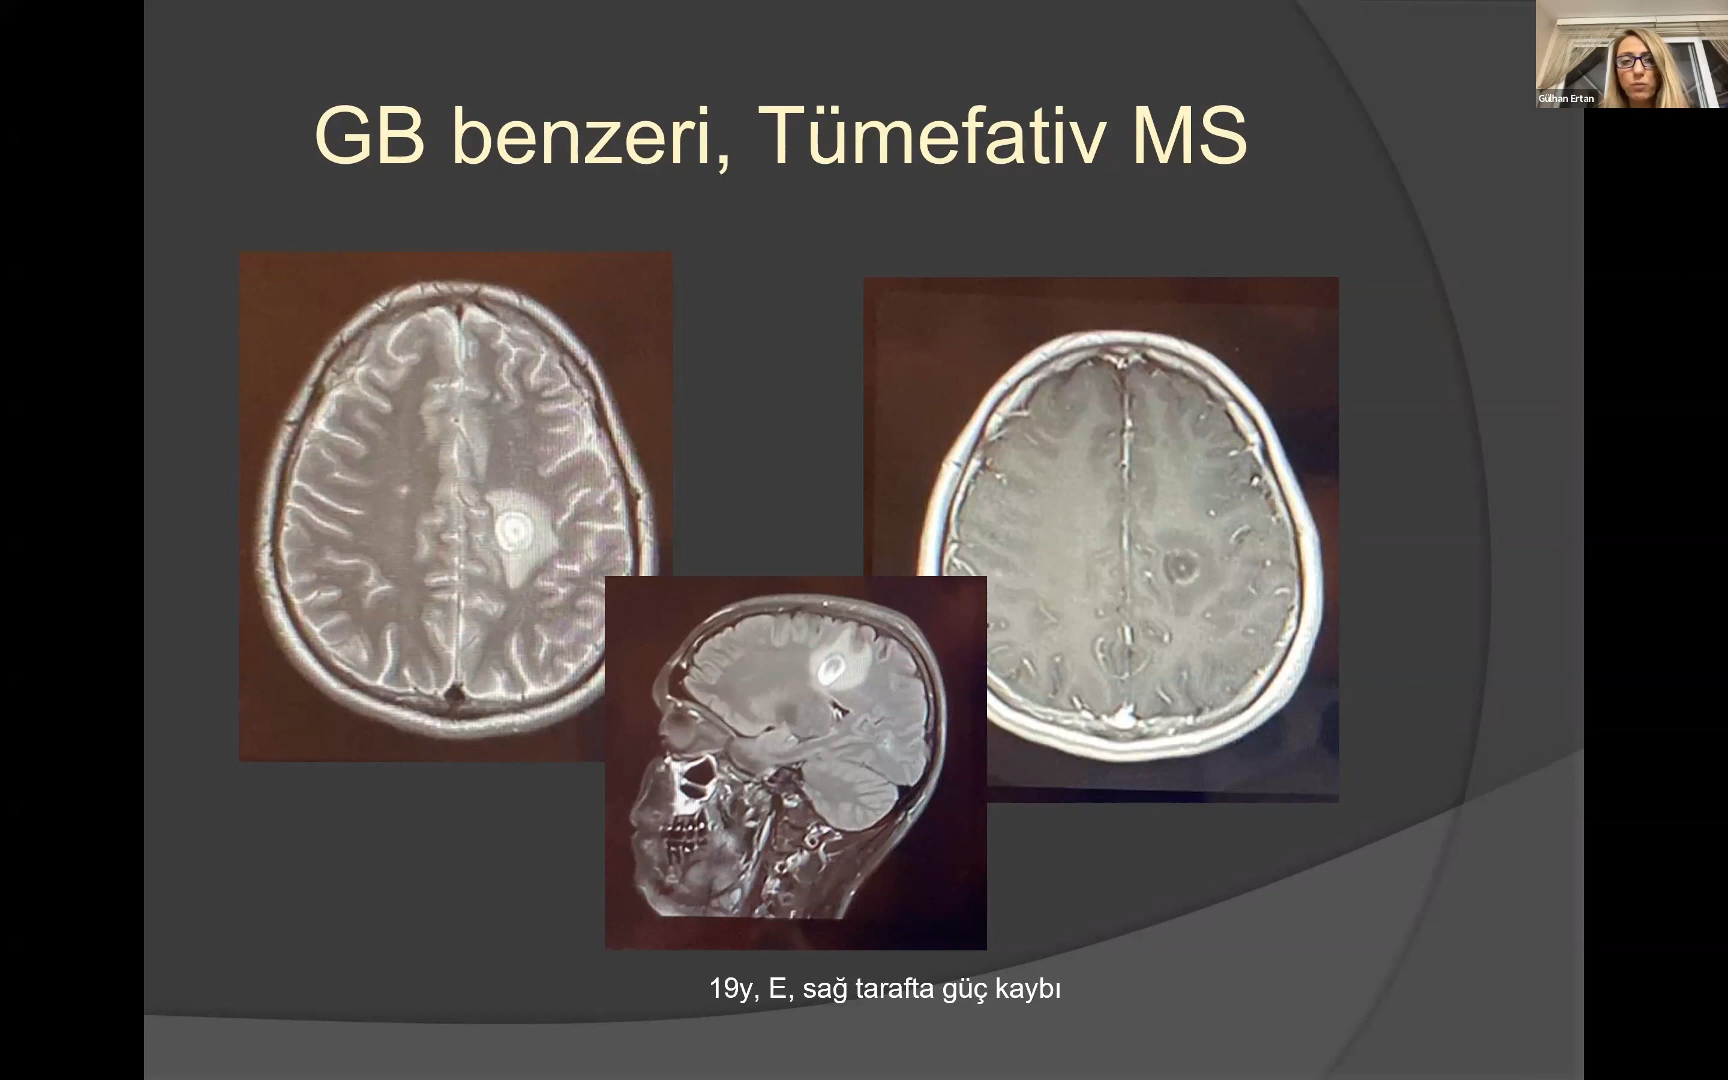 GB benzeri, Tümefativ MS
Gülhan Ertan
19y, E, sağ tarafta güç kaybı